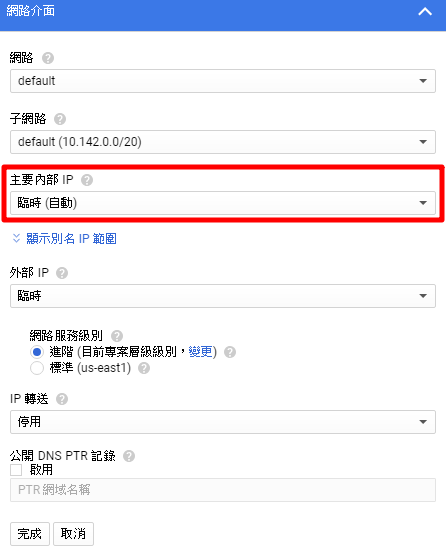 網路介面
網路
default
子網路
default (10.142.0.0/20)
主要內部 IP
臨時 (自動)
顯示別名 IP 範圍
外部 IP
臨時
網路服務級別
進階 (目前專案層級級別，變更)
標準 (us-east1)
IP 轉送
停用
公開 DNS PTR 記錄
啟用
PTR 網域名稱
完成 取消